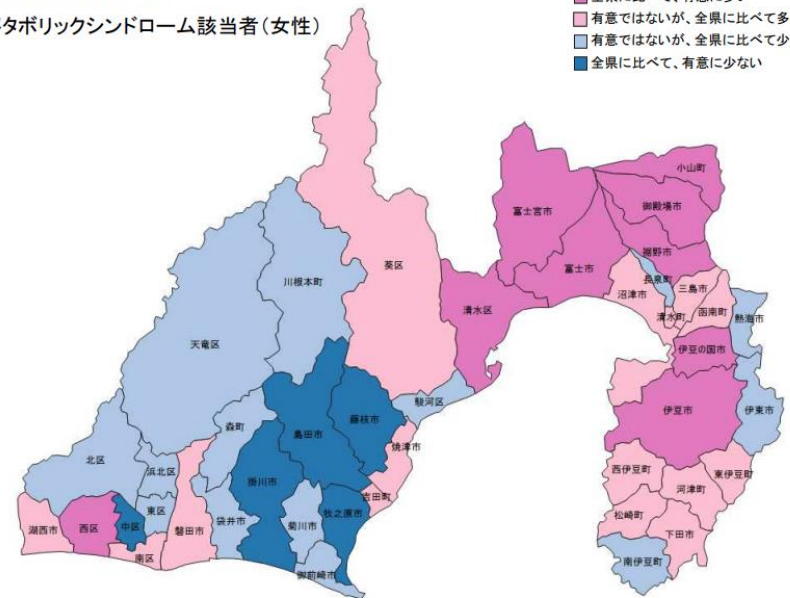 タボリックシンドローム該当者(女性)
有意ではないが、全県に比べて多
有意ではないが、全県に比べて少
全県に比べて、有意に少ない
小山町
富士宮市
御殿場市
裾野市
富士市
長泉町
葵区
沼津市
三島市
川根本町
清水区
清水町
函南町
熱海市
天竜区
伊豆の国市
駿河区
伊豆市
伊東市
藤枝市
森町
島田市
焼津市
北区
浜北区
西伊豆町
東伊豆町
掛川市
河津町
吉田町
東区
牧之原市
松崎町
湖西市
西区
中区
袋井市
菊川市
磐田市
下田市
南区
南伊豆町
御前崎市